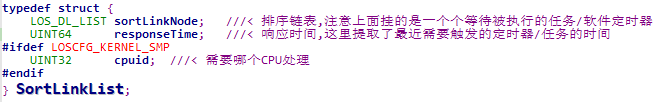 typedef struct {
    LOS_DL_LIST sortLinkNode;   ///< 排序链表,注意上面挂的是一个个等待被执行的任务/软件定时器
    UINT64      responseTime;   ///< 响应时间,这里提取了最近需要触发的定时器/任务的时间
#ifdef LOSCFG_KERNEL_SMP
    UINT32      cpuid;  ///< 需要哪个CPU处理
#endif
} SortLinkList;